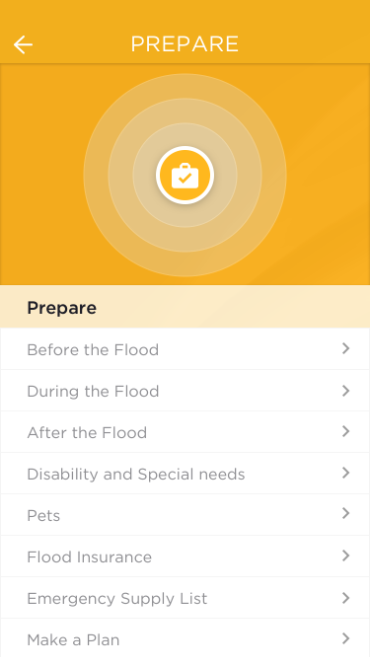 PREPARE
Prepare
Before the Flood
During the Flood
After the Flood
Disability and Special needs
Pets
Flood Insurance
Emergency Supply List
Make a Plan